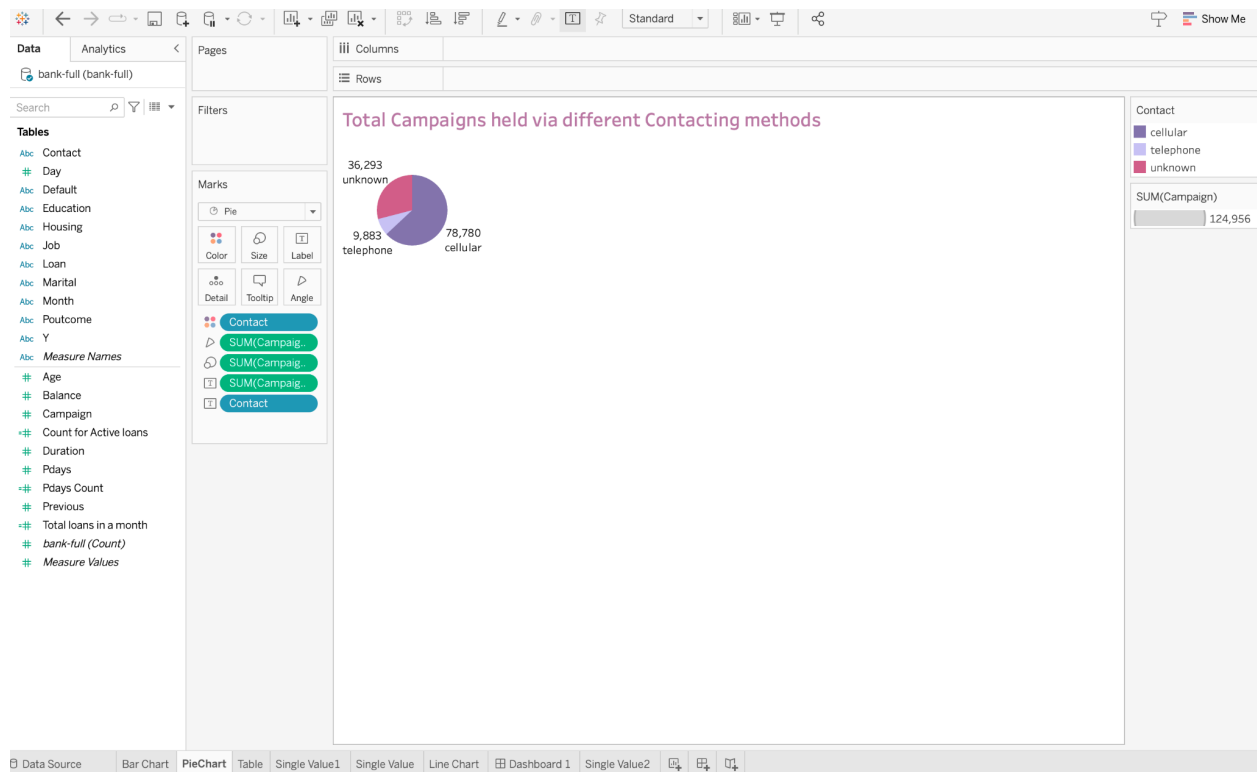 Standard
Show Me
Data
Analytics
Pages
Columns
bank-full (bank-full)
Rows
Search
Filters
Tables
Abc Contact
# Day
Abc Default
Abc Education
Abc Housing
Abc Job
Abc Loan
Abc Marital
Abc Month
Abc Poutcome
Abc Y
Abc Measure Names
# Age
# Balance
# Campaign
=# Count for Active loans
# Duration
# Pdays
=# Pdays Count
# Previous
=# Total loans in a month
# bank-full (Count)
# Measure Values
Marks
Pie
Color
Size
T
Label
Detail
Tooltip
Angle
Contact
SUM(Campaig..
SUM(Campaig..
T SUM(Campaig..
T Contact
Total Campaigns held via different Contacting methods
36,293
unknown
9,883
telephone
78,780
cellular
Contact
cellular
telephone
unknown
SUM(Campaign)
124,956
Data Source
Bar Chart
PieChart
Table
Single Value1
Single Value
Line Chart
Dashboard 1
Single Value2